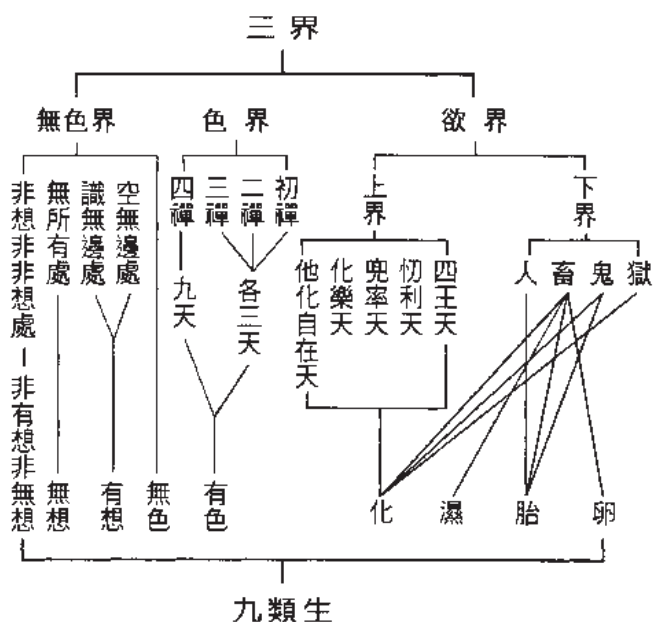 三界
欲界
色界
無色界
下界
上界
初禪
二禪
三禪
四禪
空無邊處
識無邊處
無所有處
非想非非想處
獄
鬼
畜
人
四王天
忉利天
兜率天
化樂天
他化自在天
各三天
九天
卵
胎
濕
化
有色
無色
有想
無想
非有想非無想
九類生